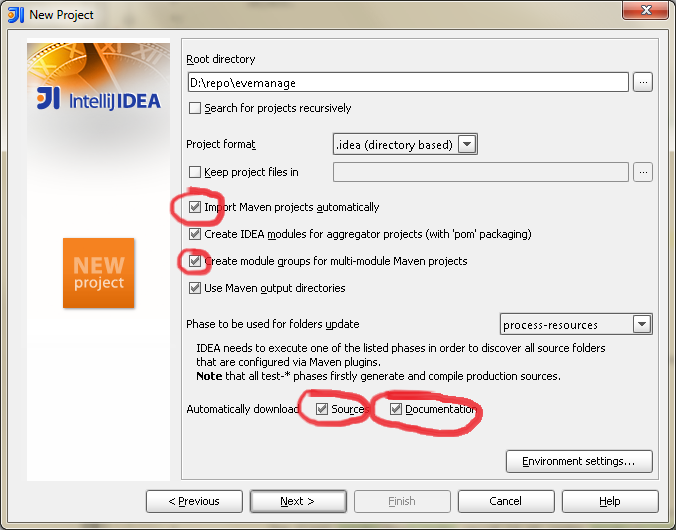 New Project
IntelliJ IDEA
NEW
project
Root directory
D:\repo\evemanage
...
Search for projects recursively
Project format
.idea (directory based)
Keep project files in
...
Import Maven projects automatically
Create IDEA modules for aggregator projects (with 'pom' packaging)
Create module groups for multi-module Maven projects
Use Maven output directories
Phase to be used for folders update
process-resources
IDEA needs to execute one of the listed phases in order to discover all source folders
that are configured via Maven plugins.
Note that all test-* phases firstly generate and compile production sources.
Automatically download
Sources
Documentation
Environment settings...
< Previous
Next >
Finish
Cancel
Help